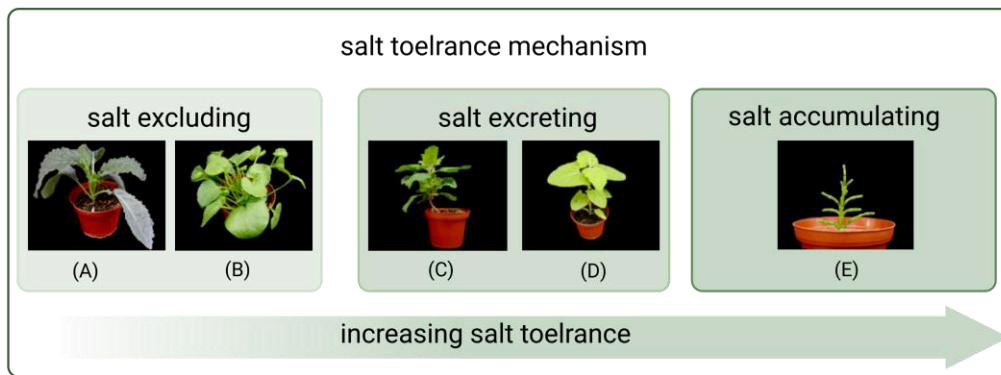 salt toelrance mechanism
salt excluding
salt excreting
salt accumulating
(A)
(B)
(C)
(D)
(E)
increasing salt toelrance